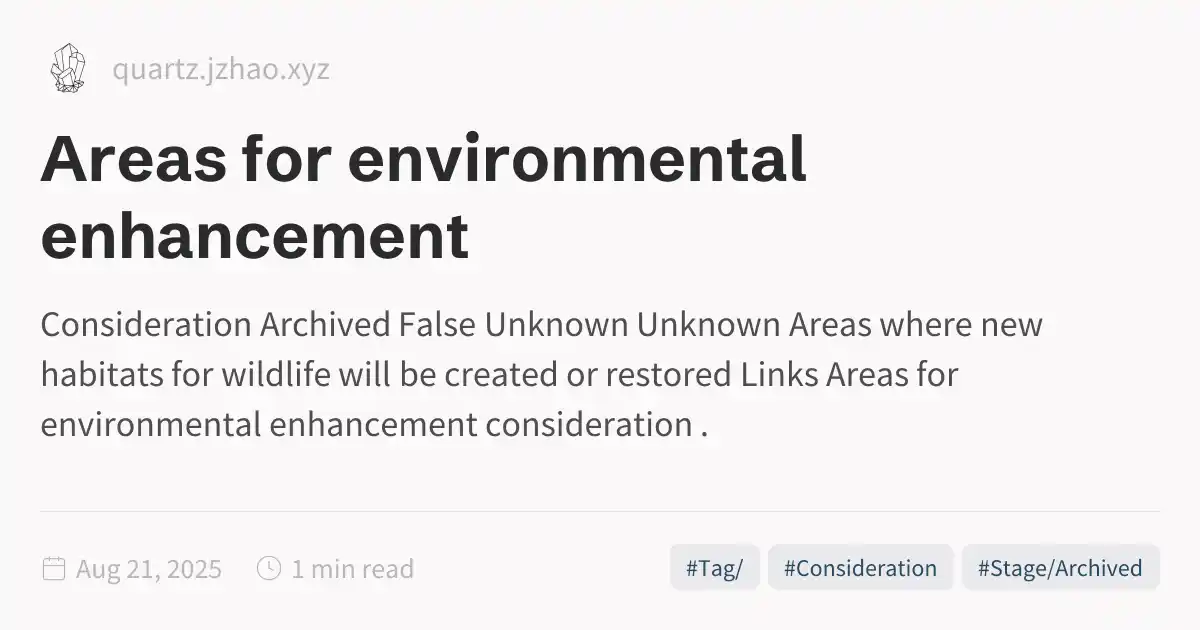 quartz.jzhao.xyz
Areas for environmental
enhancement
Consideration Archived False Unknown Unknown Areas where new
habitats for wildlife will be created or restored Links Areas for
environmental enhancement consideration .
Aug 21, 2025 1 min read #Tag/ #Consideration #Stage/Archived